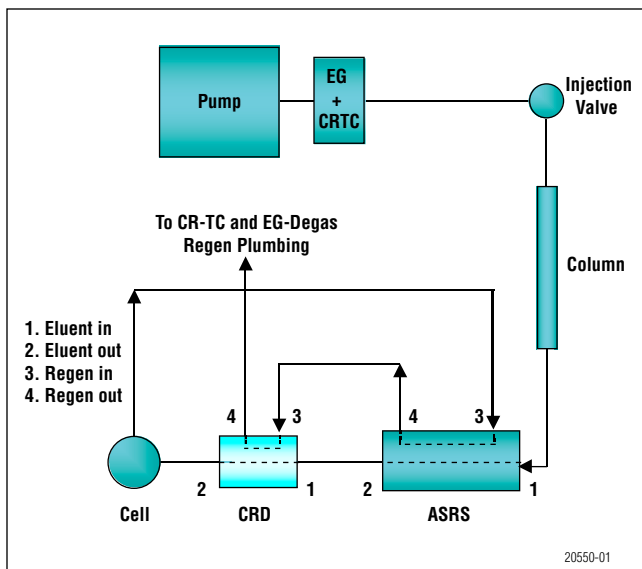 Pump
EG
+
CRTC
Injection
Valve
Column
To CR-TC and EG-Degas
Regen Plumbing
1. Eluent in
2. Eluent out
3. Regen in
4. Regen out
4
3
4
3
2
1
2
1
Cell
CRD
ASRS
20550-01